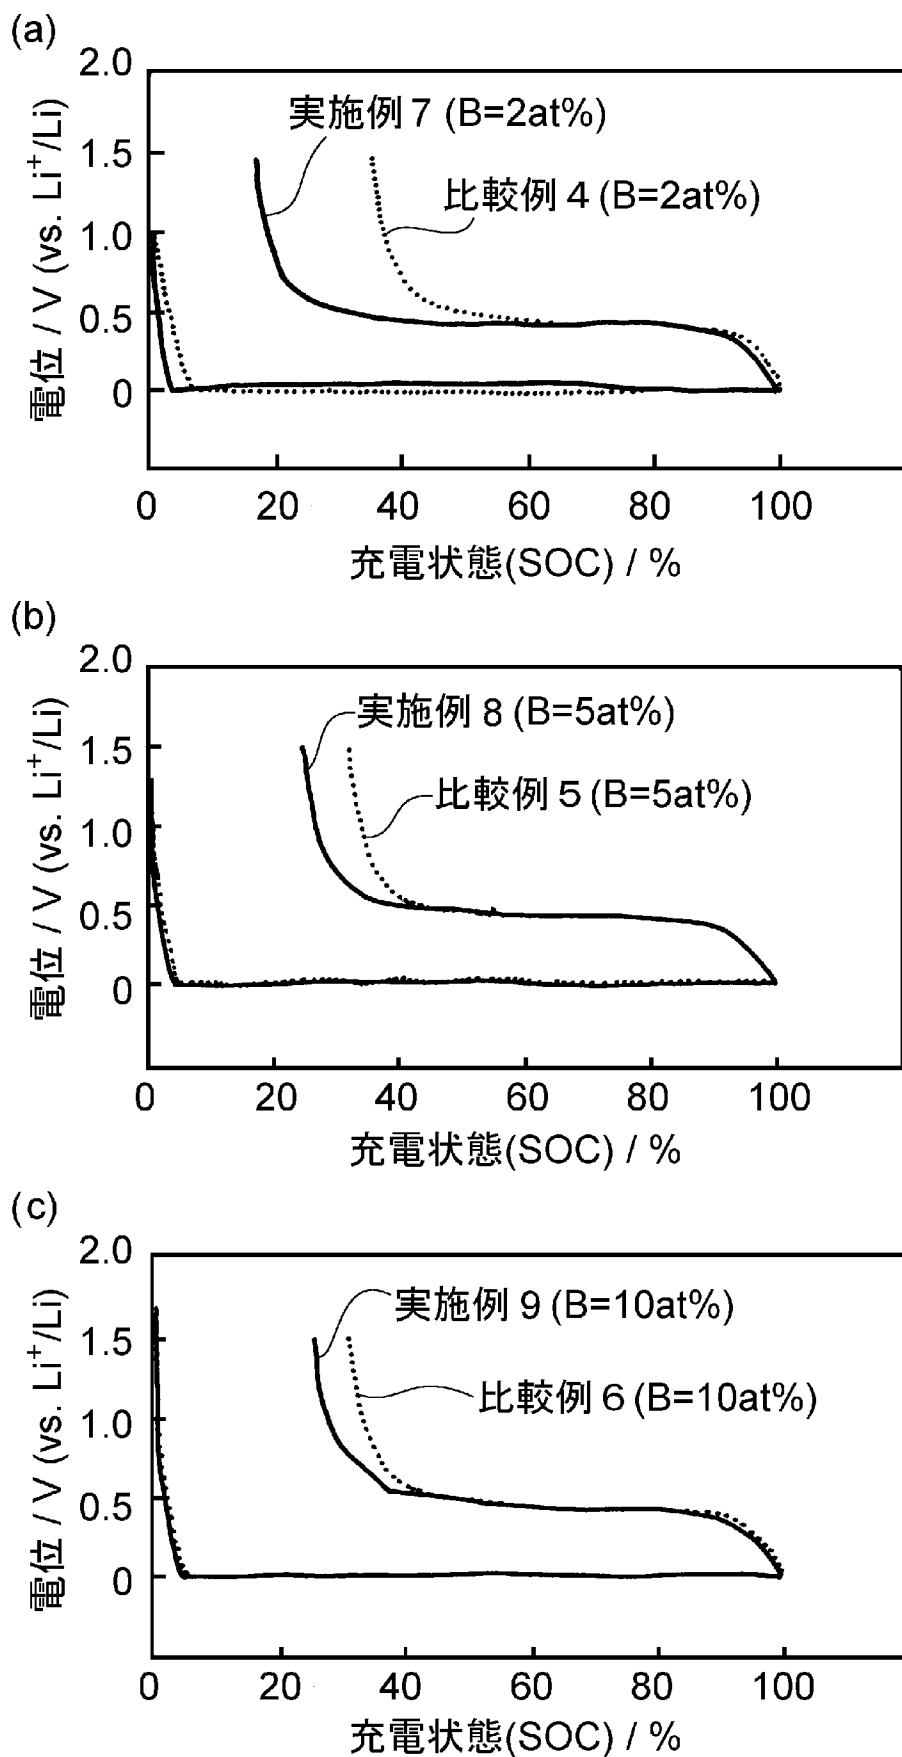 (a)
2.0
1.5
1.0
0.5
0
電位 / V (vs. Li⁺/Li)
実施例 7 (B=2at%)
比較例 4 (B=2at%)
0 20 40 60 80 100
充電状態(SOC) / %
(b)
2.0
1.5
1.0
0.5
0
電位 / V (vs. Li⁺/Li)
実施例 8 (B=5at%)
比較例 5 (B=5at%)
0 20 40 60 80 100
充電状態(SOC) / %
(c)
2.0
1.5
1.0
0.5
0
電位 / V (vs. Li⁺/Li)
実施例 9 (B=10at%)
比較例 6 (B=10at%)
0 20 40 60 80 100
充電状態(SOC) / %